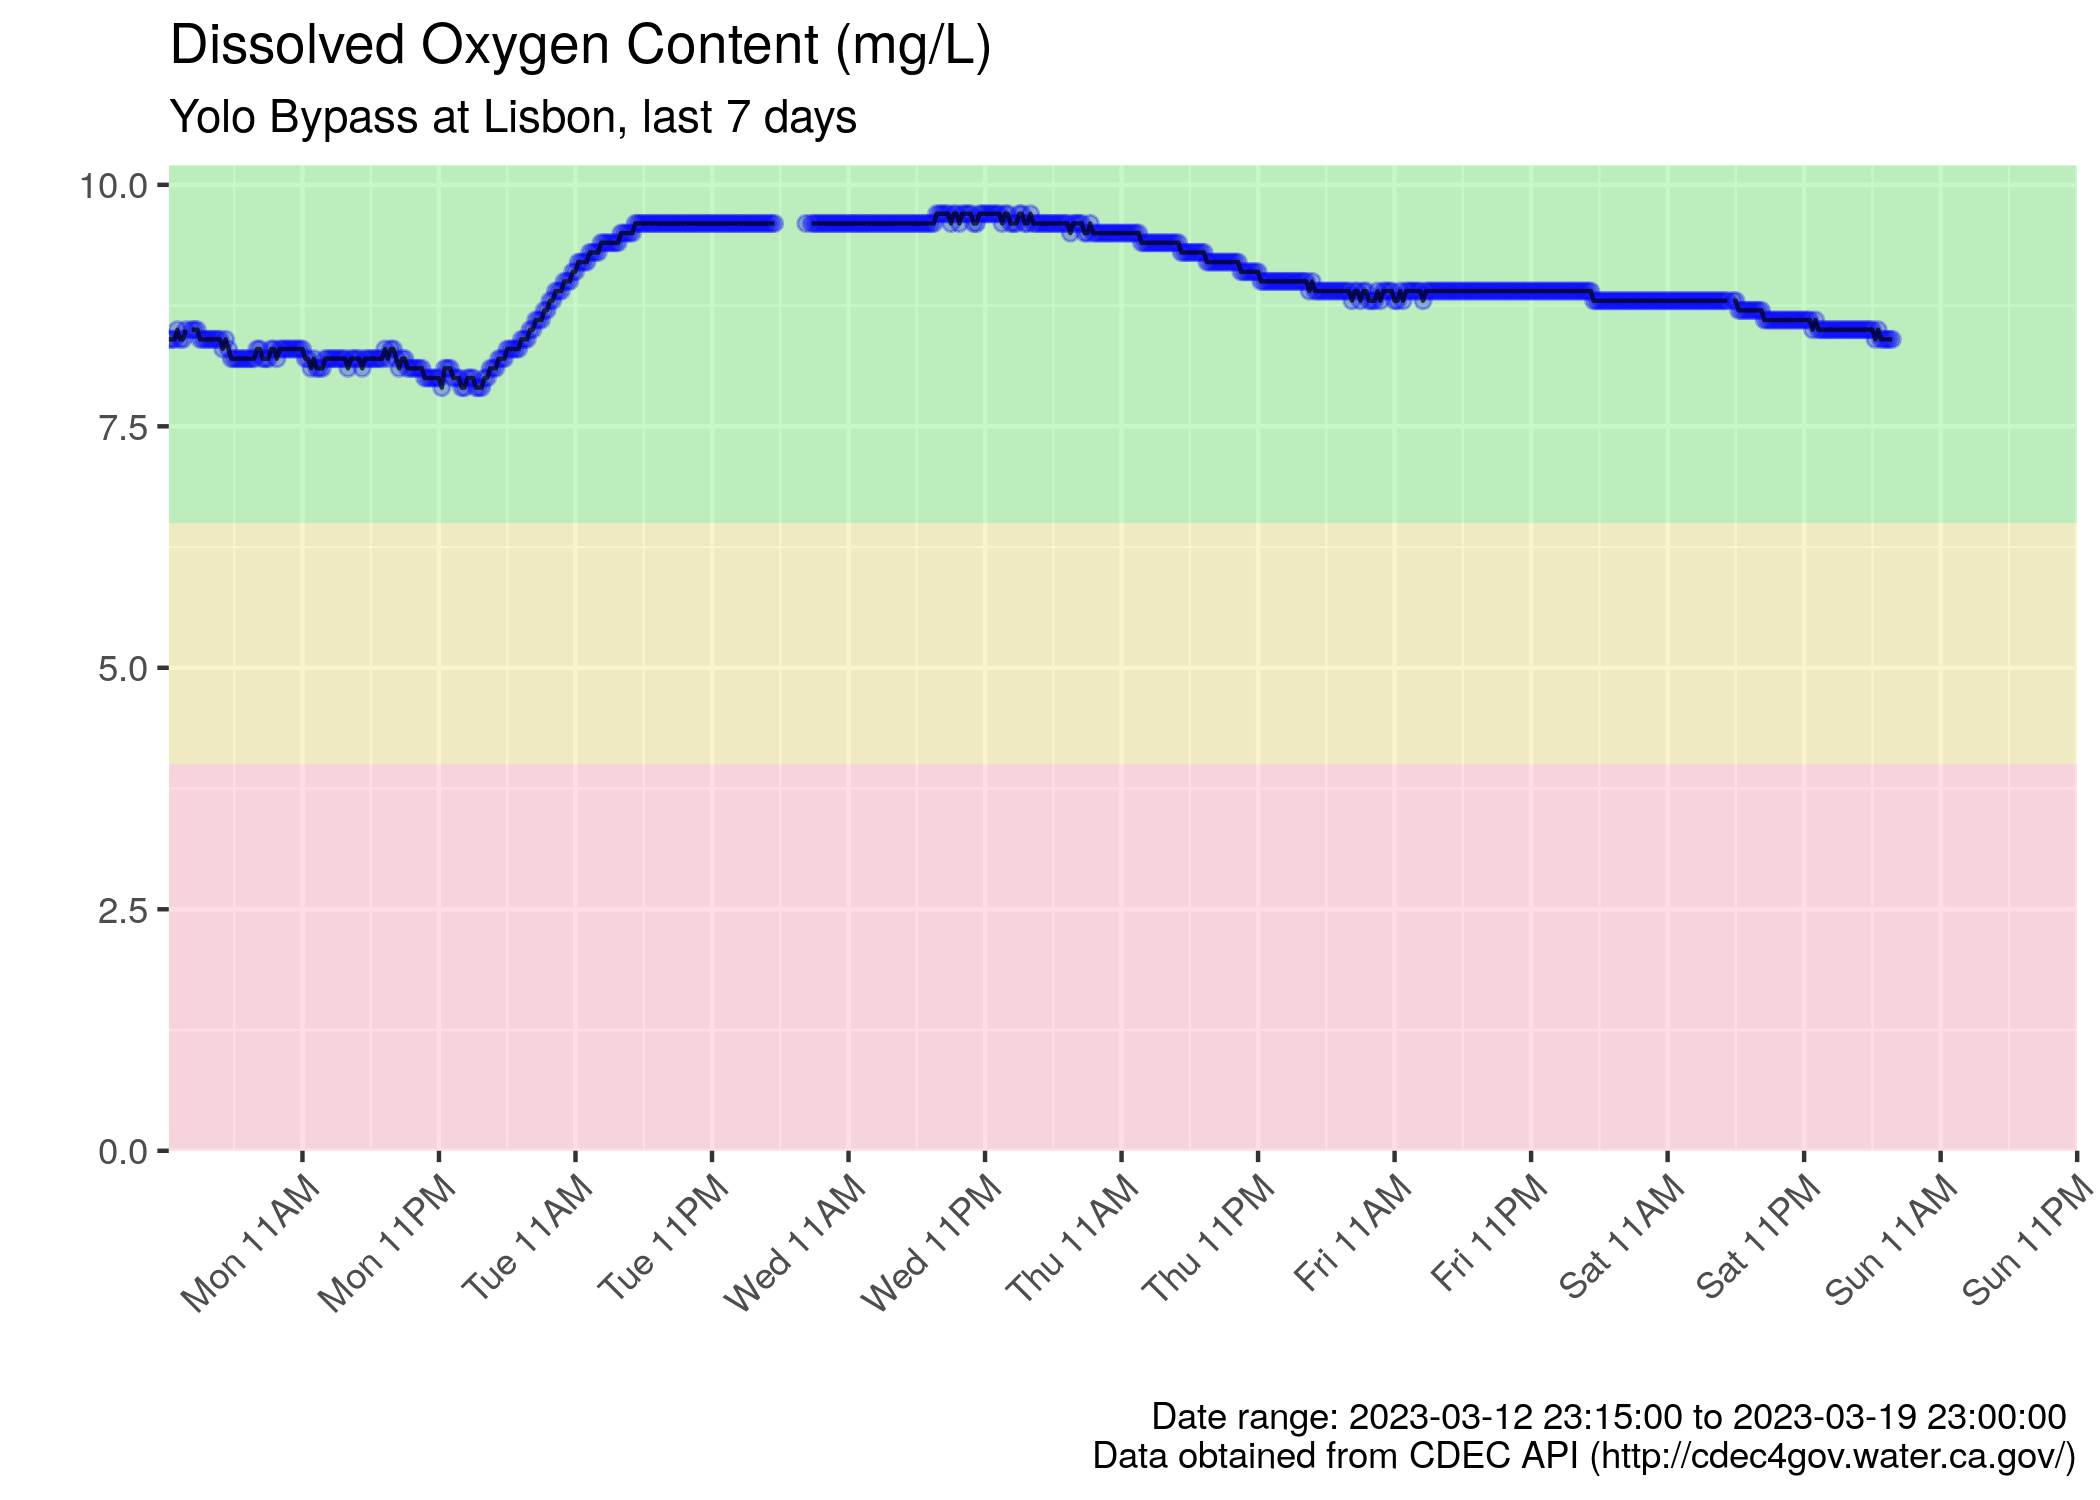 Dissolved Oxygen Content (mg/L)
Yolo Bypass at Lisbon, last 7 days
10.0
7.5
5.0
2.5
0.0
Mon 11AM
Mon 11PM
Tue 11AM
Tue 11PM
Wed 11AM
Wed 11PM
Thu 11AM
Thu 11PM
Fri 11AM
Fri 11PM
Sat 11AM
Sat 11PM
Sun 11AM
Sun 11PM
Date range: 2023-03-12 23:15:00 to 2023-03-19 23:00:00
Data obtained from CDEC API (http://cdec4gov.water.ca.gov/)